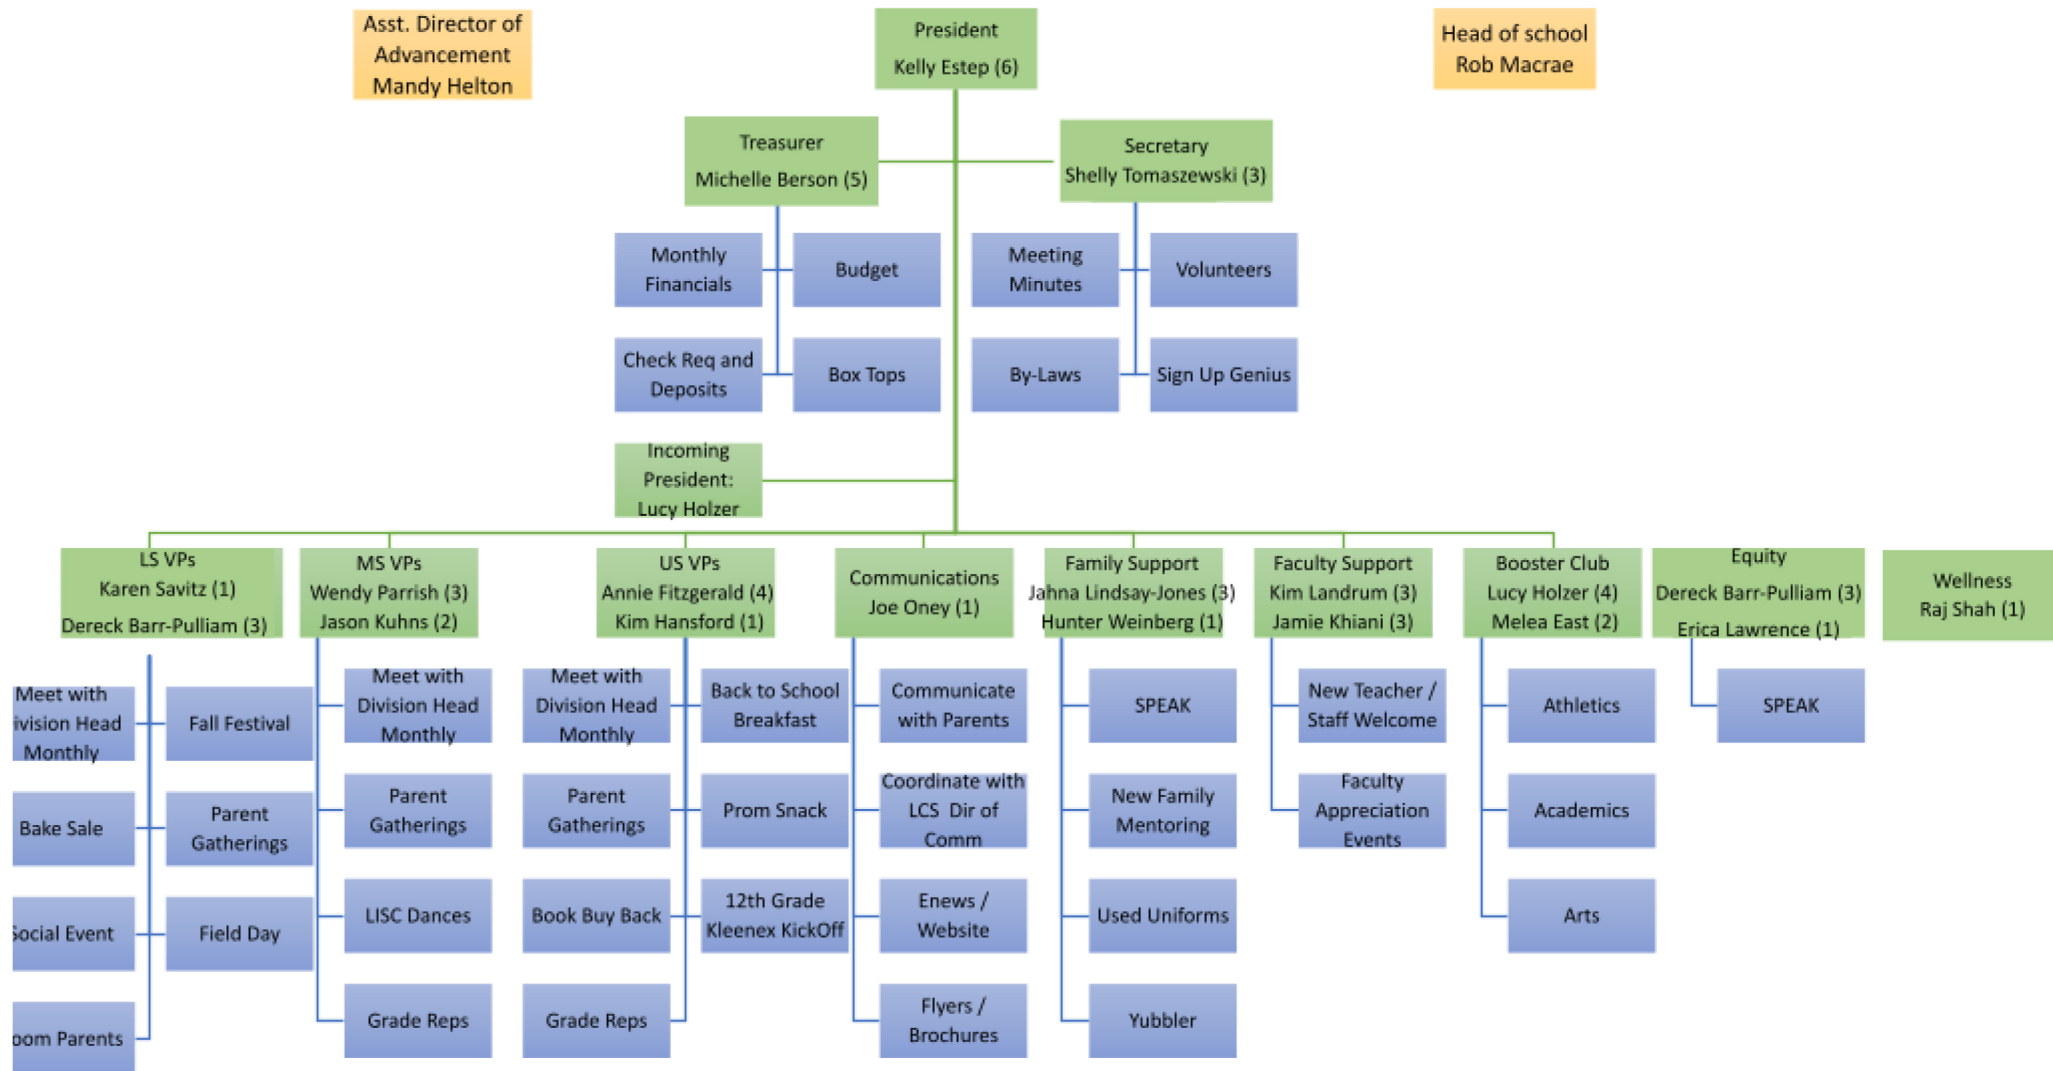 Asst. Director of
Advancement
Mandy Helton
President
Kelly Estep (6)
Head of school
Rob Macrae
Treasurer
Michelle Berson (5)
Secretary
Shelly Tomaszewski (3)
Monthly
Financials
Budget
Meeting
Minutes
Volunteers
Check Req and
Deposits
Box Tops
By-Laws
Sign Up Genius
Incoming
President:
Lucy Holzer
LS VPs
Karen Savitz (1)
Dereck Barr-Pulliam (3)
MS VPs
Wendy Parrish (3)
Jason Kuhns (2)
US VPs
Annie Fitzgerald (4)
Kim Hansford (1)
Communications
Joe Oney (1)
Family Support
Jahna Lindsay-Jones (3)
Hunter Weinberg (1)
Faculty Support
Kim Landrum (3)
Jamie Khiani (3)
Booster Club
Lucy Holzer (4)
Melea East (2)
Equity
Dereck Barr-Pulliam (3)
Erica Lawrence (1)
Wellness
Raj Shah (1)
Meet with
ivision Head
Monthly
Fall Festival
Bake Sale
Parent
Gatherings
Social Event
Field Day
oom Parents
Meet with
Division Head
Monthly
Parent
Gatherings
LISC Dances
Grade Reps
Meet with
Division Head
Monthly
Back to School
Breakfast
Parent
Gatherings
Prom Snack
Book Buy Back
12th Grade
Kleenex KickOff
Grade Reps
Communicate
with Parents
Coordinate with
LCS Dir of
Comm
Enews /
Website
Flyers /
Brochures
SPEAK
New Family
Mentoring
Used Uniforms
Yubbler
New Teacher /
Staff Welcome
Faculty
Appreciation
Events
Athletics
Academics
Arts
SPEAK